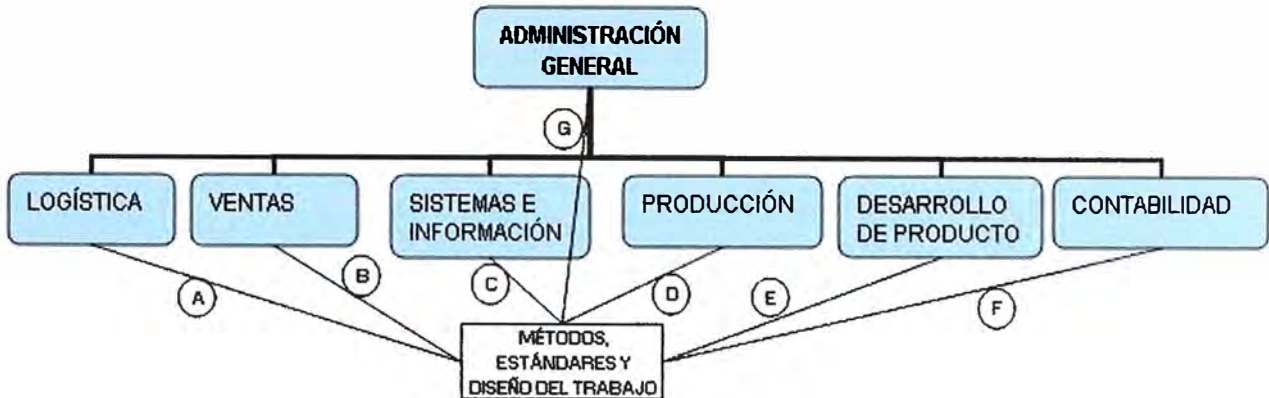 ADMINISTRACIÓN
GENERAL
G
LOGÍSTICA
VENTAS
SISTEMAS E
INFORMACIÓN
PRODUCCIÓN
DESARROLLO
DE PRODUCTO
CONTABILIDAD
A
B
C
D
E
F
MÉTODOS,
ESTÁNDARES Y
DISEÑO DEL TRABAJO